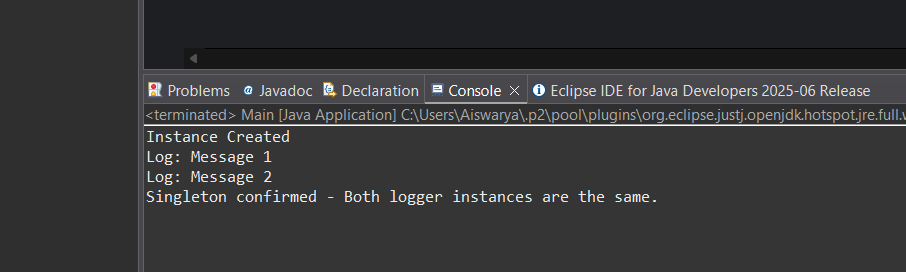 Problems Javadoc Declaration Console Eclipse IDE for Java Developers 2025-06 Release
<terminated> Main [Java Application] C:\Users\Aiswarya\.p2\pool\plugins\org.eclipse.justj.openjdk.hotspot.jre.full.w
Instance Created
Log: Message 1
Log: Message 2
Singleton confirmed - Both logger instances are the same.